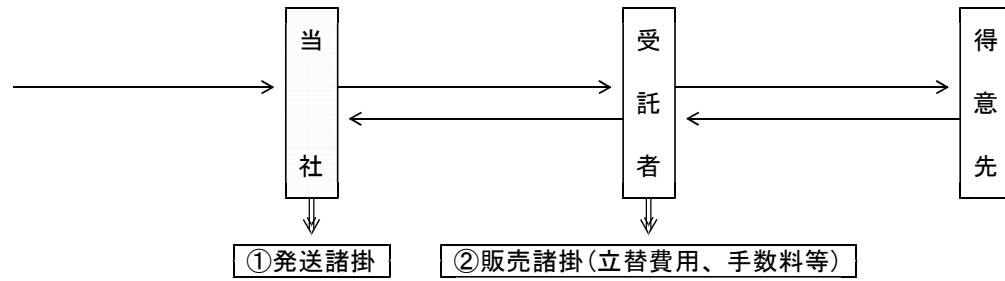 当社
受託者
得意先
①発送諸掛
②販売諸掛(立替費用、手数料等)